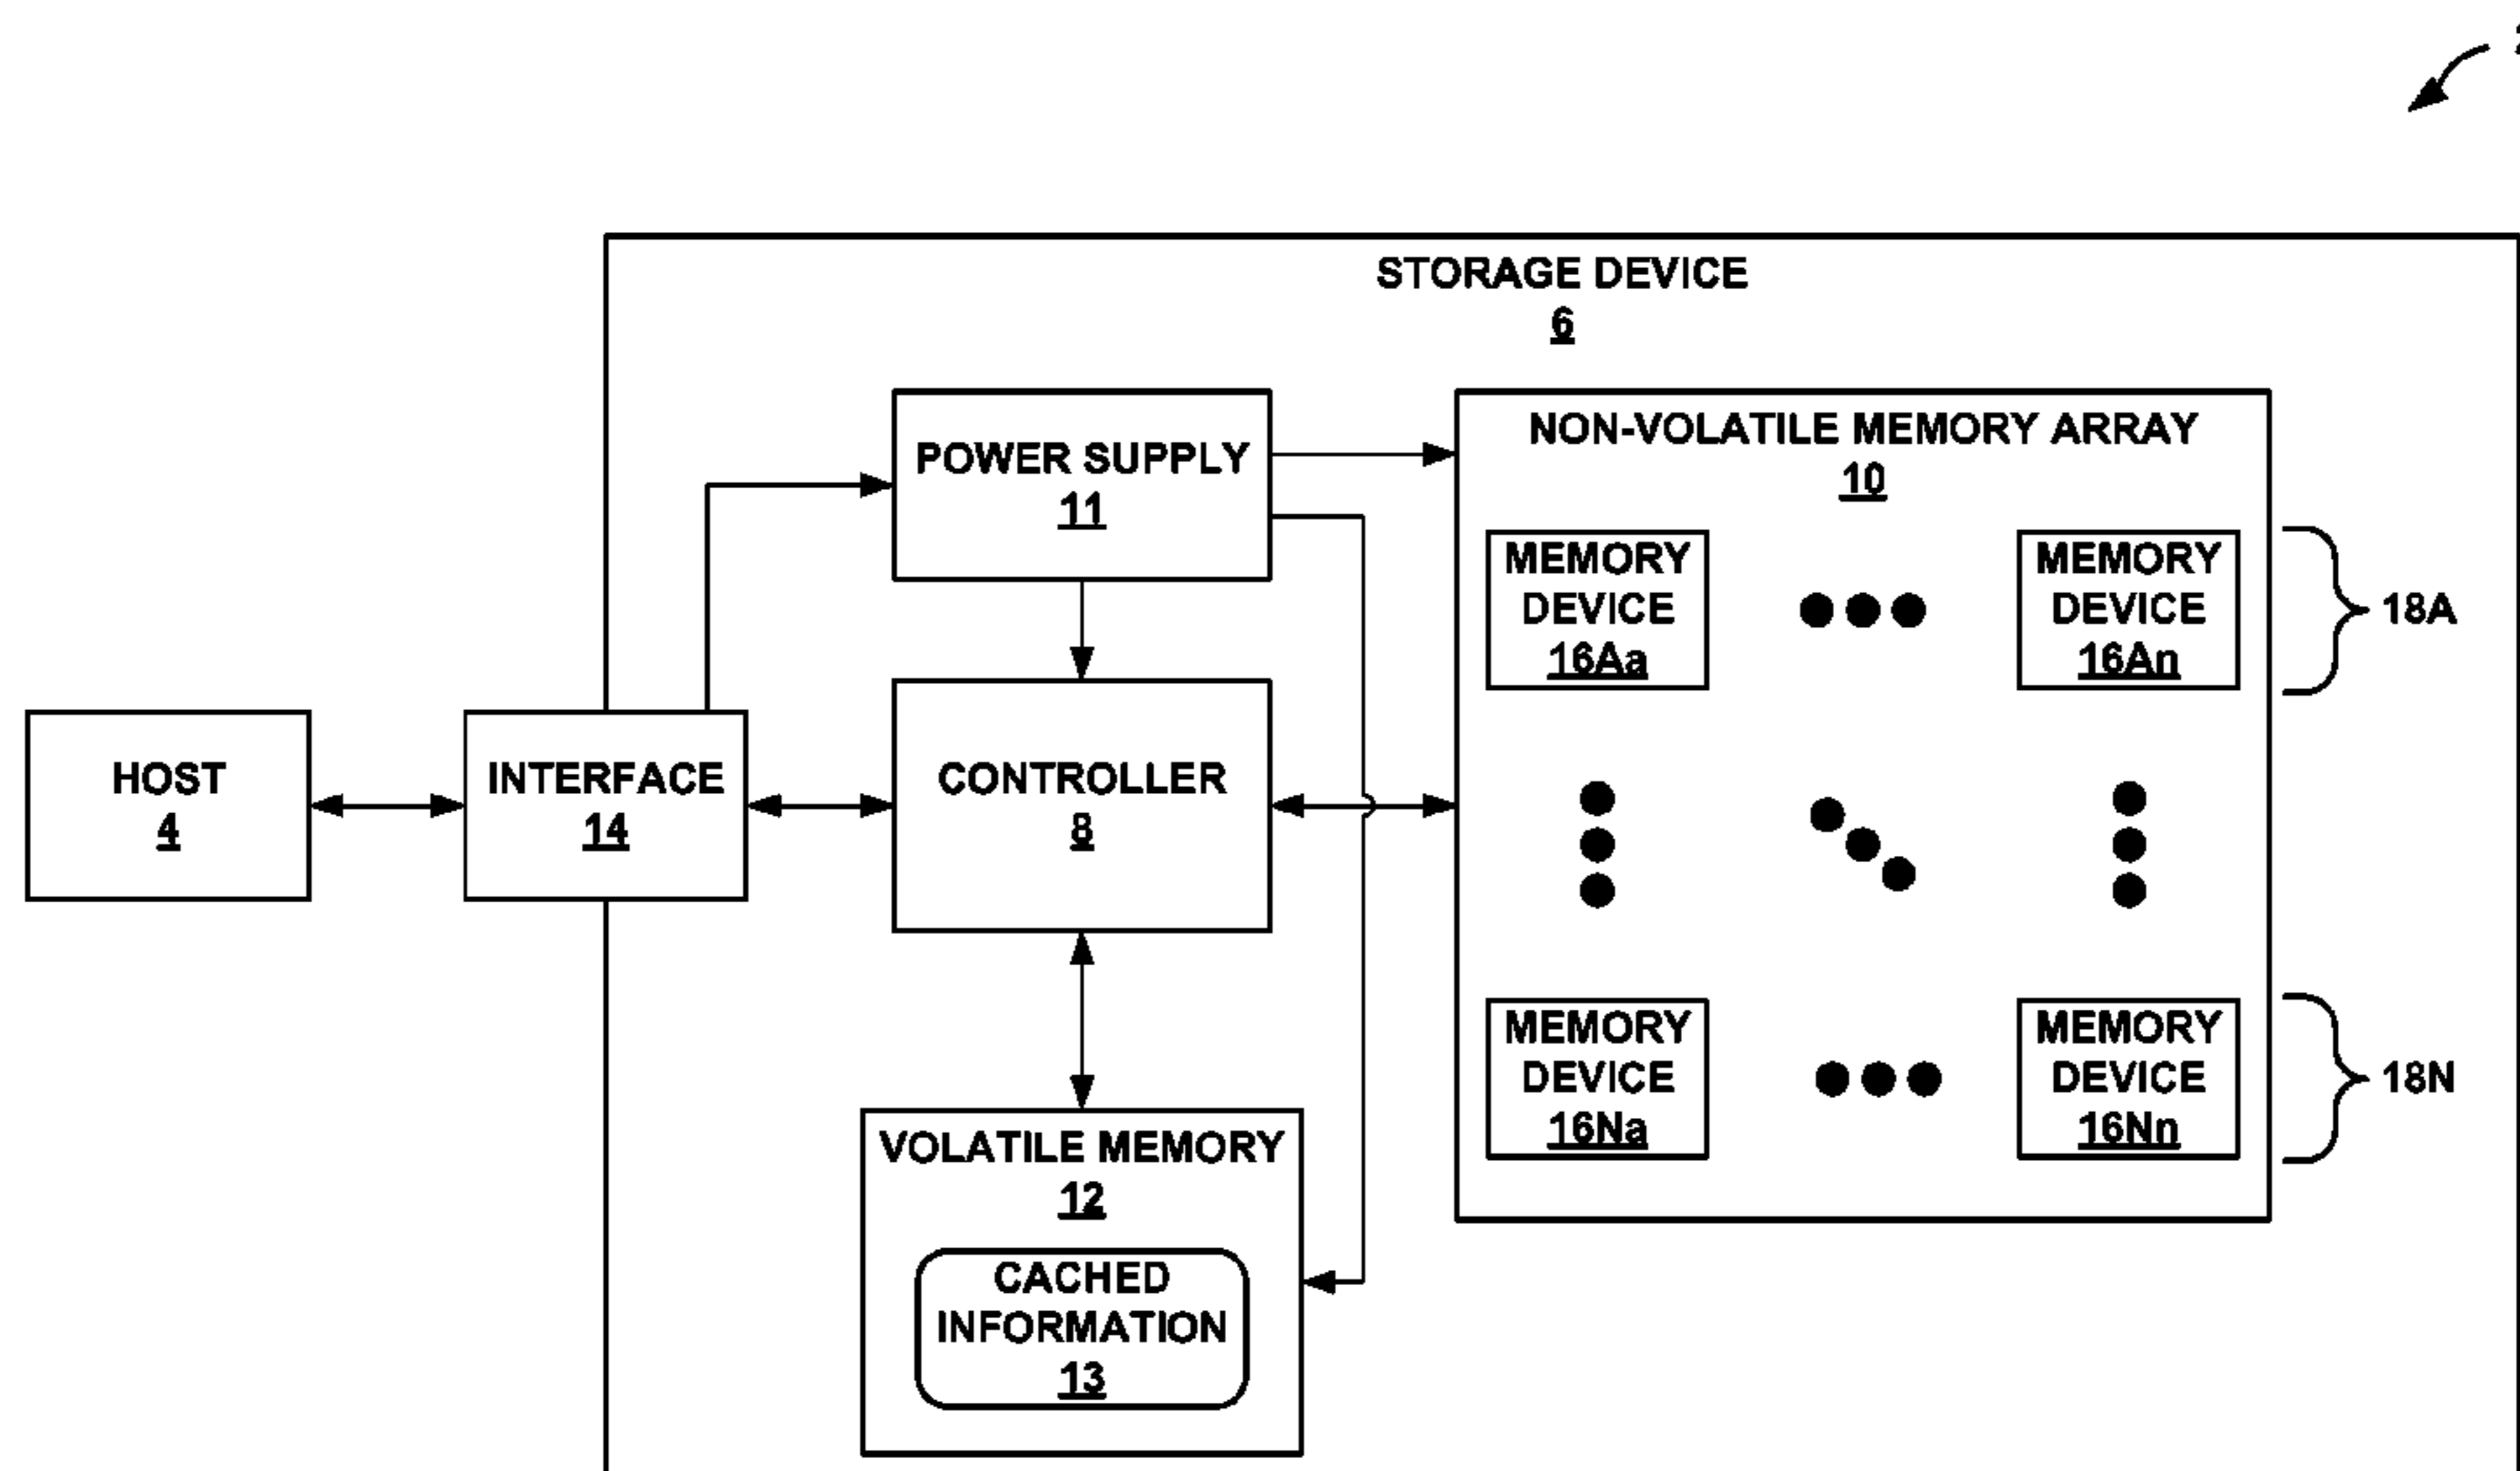 STORAGE DEVICE
6
POWER SUPPLY
11
NON-VOLATILE MEMORY ARRAY
10
MEMORY
DEVICE
16Aa
MEMORY
DEVICE
16An
18A
HOST
4
INTERFACE
14
CONTROLLER
8
MEMORY
DEVICE
16Na
MEMORY
DEVICE
16Nn
18N
VOLATILE MEMORY
12
CACHED
INFORMATION
13